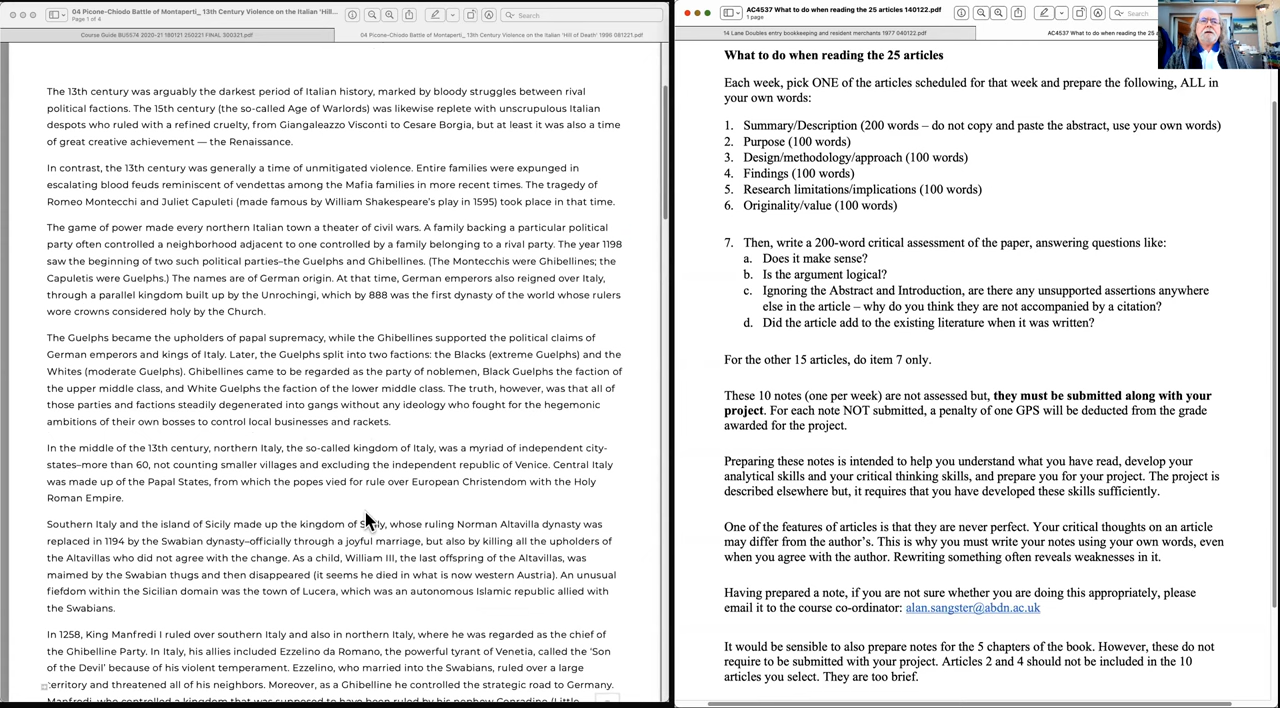 04 Picone-Chiodo Battle of Montaperti_ 13th Century Violence on the Italian 'Hill...
Page 1 of 4
Search
Course Guide BU5574 2020-21 180121 250221 FINAL 300321.pdf
04 Picone-Chiodo Battle of Montaperti_ 13th Century Violence on the Italian 'Hill of Death' 1996 081221.pdf
The 13th century was arguably the darkest period of Italian history, marked by bloody struggles between rival
political factions. The 15th century (the so-called Age of Warlords) was likewise replete with unscrupulous Italian
despots who ruled with a refined cruelty, from Giangaleazzo Visconti to Cesare Borgia, but at least it was also a time
of great creative achievement — the Renaissance.
In contrast, the 13th century was generally a time of unmitigated violence. Entire families were expunged in
escalating blood feuds reminiscent of vendettas among the Mafia families in more recent times. The tragedy of
Romeo Montecchi and Juliet Capuleti (made famous by William Shakespeare's play in 1595) took place in that time.
The game of power made every northern Italian town a theater of civil wars. A family backing a particular political
party often controlled a neighborhood adjacent to one controlled by a family belonging to a rival party. The year 1198
saw the beginning of two such political parties–the Guelphs and Ghibellines. (The Montecchis were Ghibellines; the
Capuletis were Guelphs.) The names are of German origin. At that time, German emperors also reigned over Italy,
through a parallel kingdom built up by the Unrochingi, which by 888 was the first dynasty of the world whose rulers
wore crowns considered holy by the Church.
The Guelphs became the upholders of papal supremacy, while the Ghibellines supported the political claims of
German emperors and kings of Italy. Later, the Guelphs split into two factions: the Blacks (extreme Guelphs) and the
Whites (moderate Guelphs). Ghibellines came to be regarded as the party of noblemen, Black Guelphs the faction of
the upper middle class, and White Guelphs the faction of the lower middle class. The truth, however, was that all of
those parties and factions steadily degenerated into gangs without any ideology who fought for the hegemonic
ambitions of their own bosses to control local businesses and rackets.
In the middle of the 13th century, northern Italy, the so-called kingdom of Italy, was a myriad of independent city-
states–more than 60, not counting smaller villages and excluding the independent republic of Venice. Central Italy
was made up of the Papal States, from which the popes vied for rule over European Christendom with the Holy
Roman Empire.
Southern Italy and the island of Sicily made up the kingdom of Sicily, whose ruling Norman Altavilla dynasty was
replaced in 1194 by the Swabian dynasty–officially through a joyful marriage, but also by killing all the upholders of
the Altavillas who did not agree with the change. As a child, William III, the last offspring of the Altavillas, was
maimed by the Swabian thugs and then disappeared (it seems he died in what is now western Austria). An unusual
fiefdom within the Sicilian domain was the town of Lucera, which was an autonomous Islamic republic allied with
the Swabians.
In 1258, King Manfredi I ruled over southern Italy and also in northern Italy, where he was regarded as the chief of
the Ghibelline Party. In Italy, his allies included Ezzelino da Romano, the powerful tyrant of Venetia, called the 'Son
of the Devil' because of his violent temperament. Ezzelino, who married into the Swabians, ruled over a large
territory and threatened all of his neighbors. Moreover, as a Ghibelline he controlled the strategic road to Germany.
Manfredi, who controlled a kingdom that was supposed to have been ruled by his nephew Conradino (Little
AC4537 What to do when reading the 25 articles 140122.pdf
1 page
Search
14 Lane Doubles entry bookkeeping and resident merchants 1977 040122.pdf
AC4537 What to do when reading the 25
What to do when reading the 25 articles
Each week, pick ONE of the articles scheduled for that week and prepare the following, ALL in
your own words:
1. Summary/Description (200 words – do not copy and paste the abstract, use your own words)
2. Purpose (100 words)
3. Design/methodology/approach (100 words)
4. Findings (100 words)
5. Research limitations/implications (100 words)
6. Originality/value (100 words)
7. Then, write a 200-word critical assessment of the paper, answering questions like:
a. Does it make sense?
b. Is the argument logical?
c. Ignoring the Abstract and Introduction, are there any unsupported assertions anywhere
else in the article – why do you think they are not accompanied by a citation?
d. Did the article add to the existing literature when it was written?
For the other 15 articles, do item 7 only.
These 10 notes (one per week) are not assessed but, they must be submitted along with your
project. For each note NOT submitted, a penalty of one GPS will be deducted from the grade
awarded for the project.
Preparing these notes is intended to help you understand what you have read, develop your
analytical skills and your critical thinking skills, and prepare you for your project. The project is
described elsewhere but, it requires that you have developed these skills sufficiently.
One of the features of articles is that they are never perfect. Your critical thoughts on an article
may differ from the author's. This is why you must write your notes using your own words, even
when you agree with the author. Rewriting something often reveals weaknesses in it.
Having prepared a note, if you are not sure whether you are doing this appropriately, please
email it to the course co-ordinator: alan.sangster@abdn.ac.uk
It would be sensible to also prepare notes for the 5 chapters of the book. However, these do not
require to be submitted with your project. Articles 2 and 4 should not be included in the 10
articles you select. They are too brief.